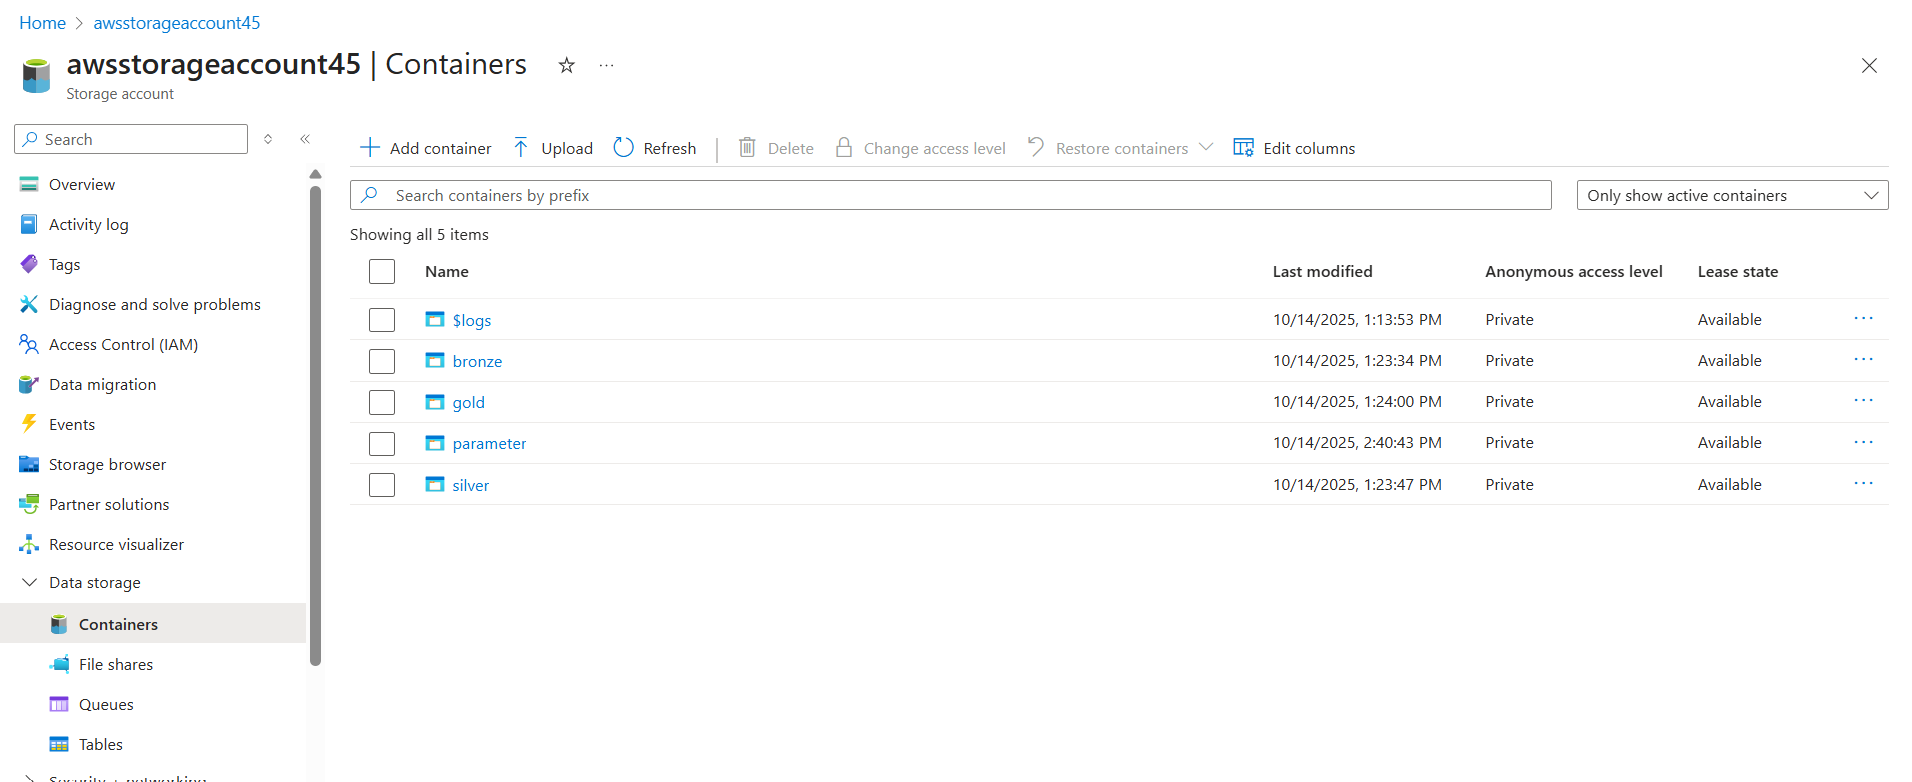 Home > awsstorageaccount45
awsstorageaccount45 | Containers
Storage account
Search
Overview
Activity log
Tags
Diagnose and solve problems
Access Control (IAM)
Data migration
Events
Storage browser
Partner solutions
Resource visualizer
Data storage
Containers
File shares
Queues
Tables
Security + networking
Add container Upload Refresh Delete Change access level Restore containers Edit columns
Search containers by prefix Only show active containers
Showing all 5 items
Name Last modified Anonymous access level Lease state
$logs 10/14/2025, 1:13:53 PM Private Available
bronze 10/14/2025, 1:23:34 PM Private Available
gold 10/14/2025, 1:24:00 PM Private Available
parameter 10/14/2025, 2:40:43 PM Private Available
silver 10/14/2025, 1:23:47 PM Private Available